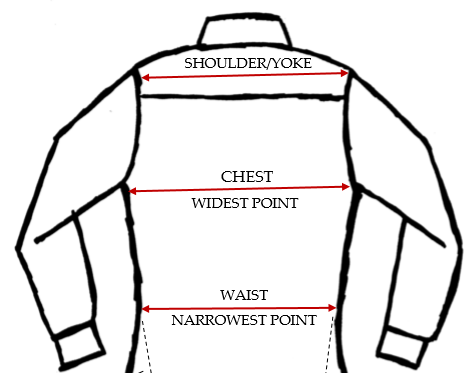 SHOULDER/YOKE
CHEST
WIDEST POINT
WAIST
NARROWEST POINT